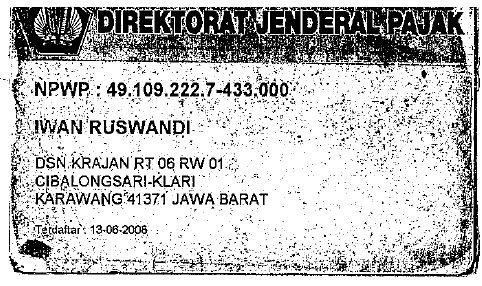 DIREKTORAT JENDERAL PAJAK
NPWP : 49.109.222.7-433.000
IWAN RUSWANDI
DSN KRAJAN RT 06 RW 01
CIBALONGSARI-KLARI
KARAWANG 41371 JAWA BARAT
Terdaftar : 13-06-2006